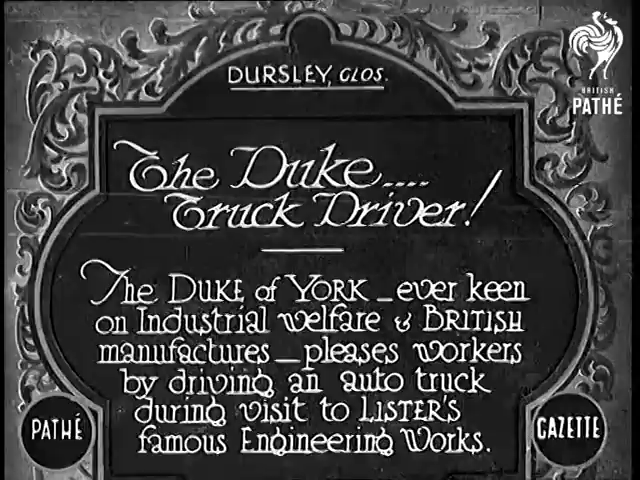 DURSLEY, GLOS.
BRITISH
PATHÉ
The Duke....
Truck Driver!
The DUKE of YORK _ ever keen
on Industrial welfare & BRITISH
manufactures _ pleases workers
by driving an auto truck
during visit to LISTER'S
famous Engineering Works.
PATHÉ
GAZETTE